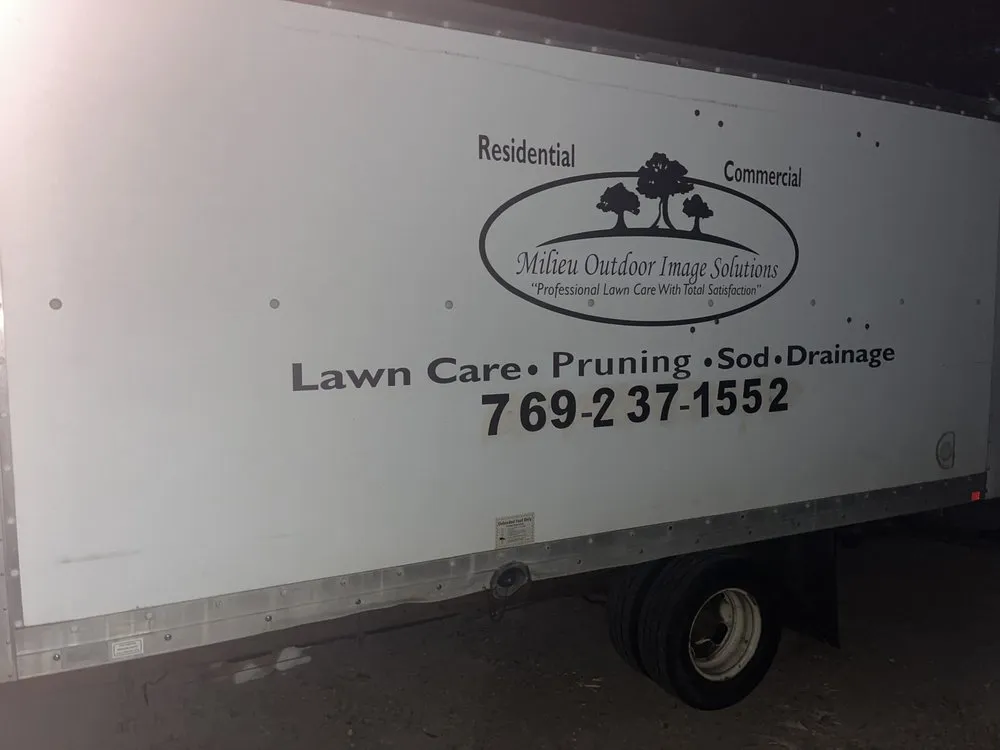 Residential
Commercial
Milieu Outdoor Image Solutions
"Professional Lawn Care With Total Satisfaction"
Lawn Care • Pruning • Sod • Drainage
769-237-1552